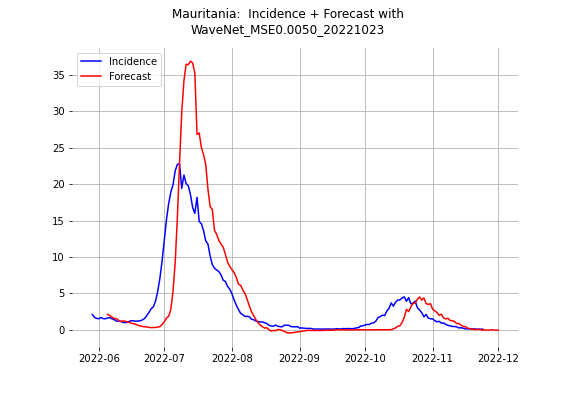 Mauritania:  Incidence + Forecast with
WaveNet_MSE0.0050_20221023
Incidence
Forecast
35
30
25
20
15
10
5
0
2022-06 2022-07 2022-08 2022-09 2022-10 2022-11 2022-12